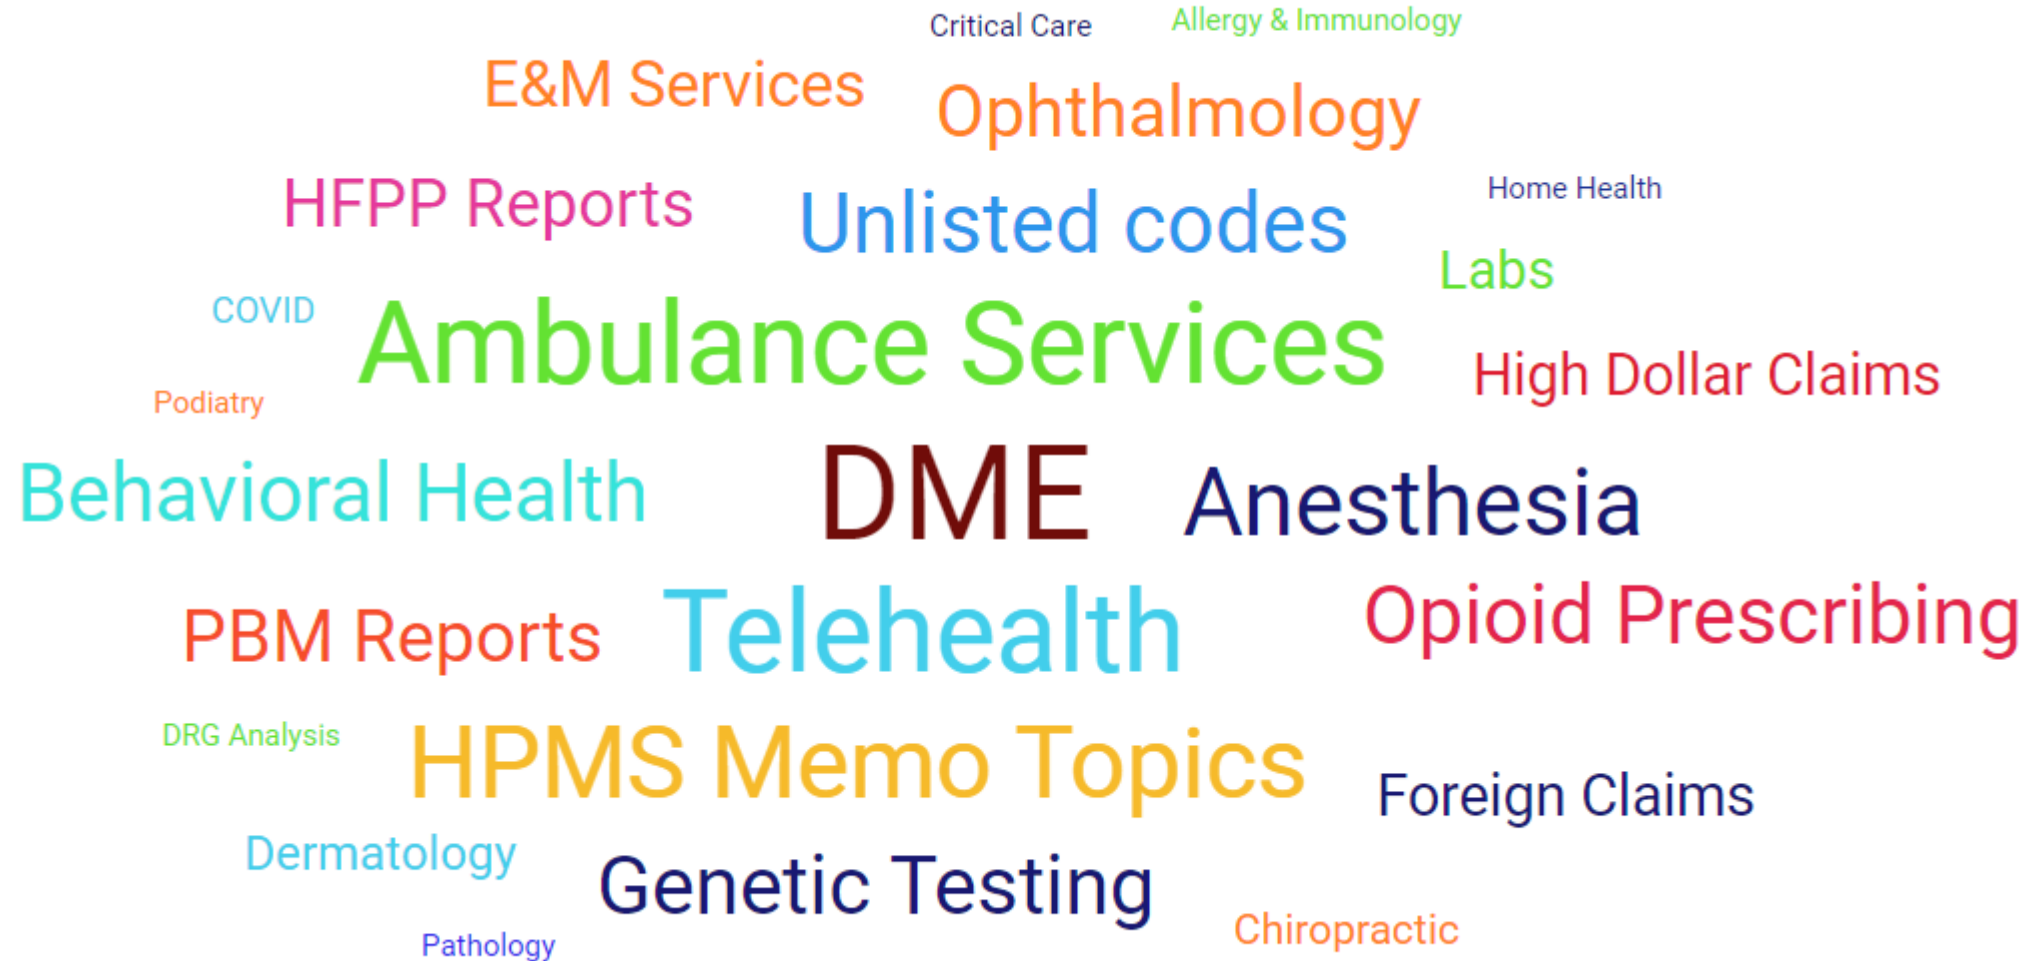 Critical Care
Allergy & Immunology
E&M Services
Ophthalmology
HFPP Reports
Unlisted codes
Home Health
Labs
COVID
Ambulance Services
High Dollar Claims
Podiatry
Behavioral Health
DME
Anesthesia
PBM Reports
Telehealth
Opioid Prescribing
DRG Analysis
HPMS Memo Topics
Foreign Claims
Dermatology
Genetic Testing
Chiropractic
Pathology